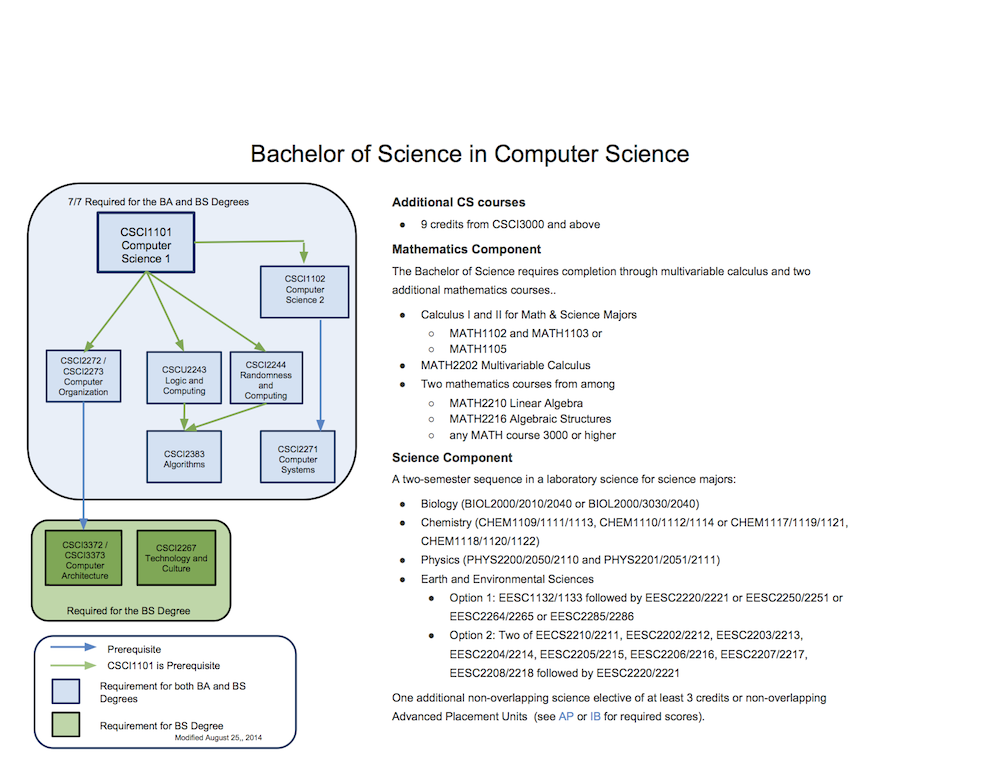 Bachelor of Science in Computer Science
7/7 Required for the BA and BS Degrees
CSCI1101
Computer
Science 1
CSCI1102
Computer
Science 2
CSCI2272 /
CSCI2273
Computer
Organization
CSCU2243
Logic and
Computing
CSCI2244
Randomness
and
Computing
CSCI2383
Algorithms
CSCI2271
Computer
Systems
CSCI3372 /
CSCI3373
Computer
Architecture
CSCI2267
Technology and
Culture
Required for the BS Degree
Prerequisite
CSCI1101 is Prerequisite
Requirement for both BA and BS
Degrees
Requirement for BS Degree
Modified August 25,, 2014
Additional CS courses
● 9 credits from CSCI3000 and above
Mathematics Component
The Bachelor of Science requires completion through multivariable calculus and two
additional mathematics courses..
● Calculus I and II for Math & Science Majors
○ MATH1102 and MATH1103 or
○ MATH1105
● MATH2202 Multivariable Calculus
● Two mathematics courses from among
○ MATH2210 Linear Algebra
○ MATH2216 Algebraic Structures
○ any MATH course 3000 or higher
Science Component
A two-semester sequence in a laboratory science for science majors:
● Biology (BIOL2000/2010/2040 or BIOL2000/3030/2040)
● Chemistry (CHEM1109/1111/1113, CHEM1110/1112/1114 or CHEM1117/1119/1121,
CHEM1118/1120/1122)
● Physics (PHYS2200/2050/2110 and PHYS2201/2051/2111)
● Earth and Environmental Sciences
● Option 1: EESC1132/1133 followed by EESC2220/2221 or EESC2250/2251 or
EESC2264/2265 or EESC2285/2286
● Option 2: Two of EECS2210/2211, EESC2202/2212, EESC2203/2213,
EESC2204/2214, EESC2205/2215, EESC2206/2216, EESC2207/2217,
EESC2208/2218 followed by EESC2220/2221
One additional non-overlapping science elective of at least 3 credits or non-overlapping
Advanced Placement Units (see AP or IB for required scores).